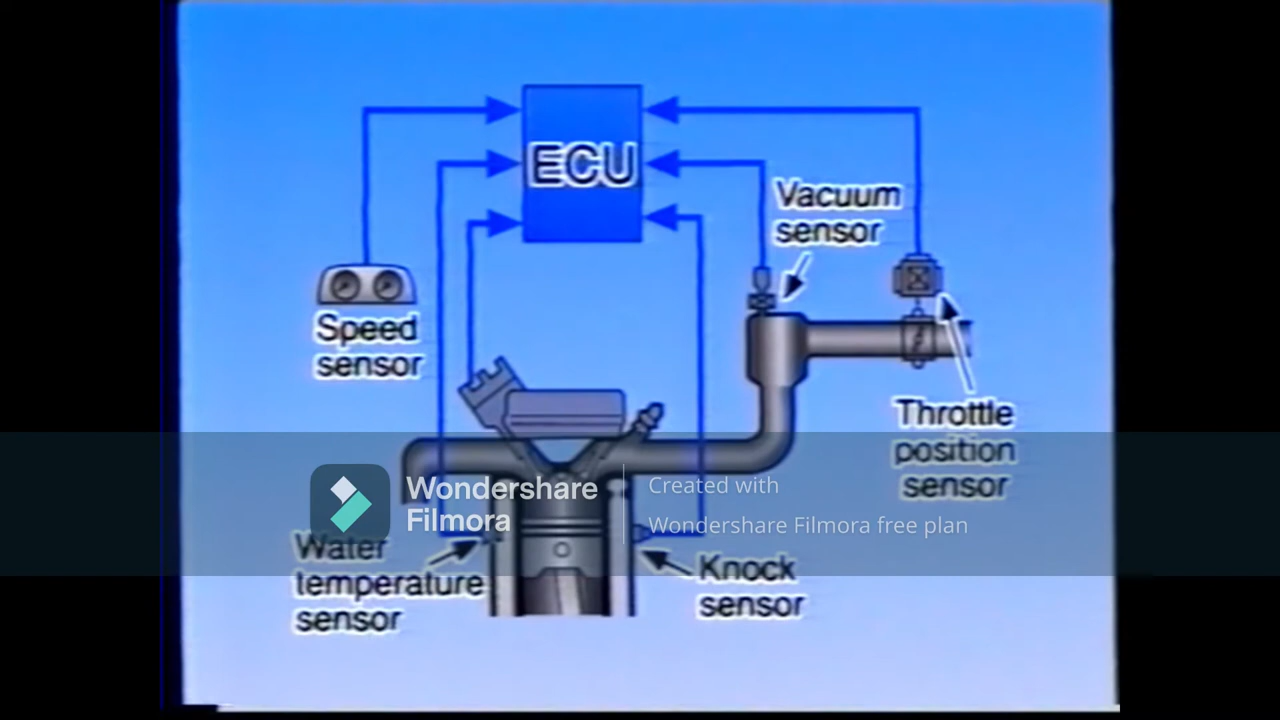 ECU
Vacuum
sensor
Speed
sensor
Throttle
position
sensor
Wondershare
Filmora
Created with
Wondershare Filmora free plan
Water
temperature
sensor
Knock
sensor